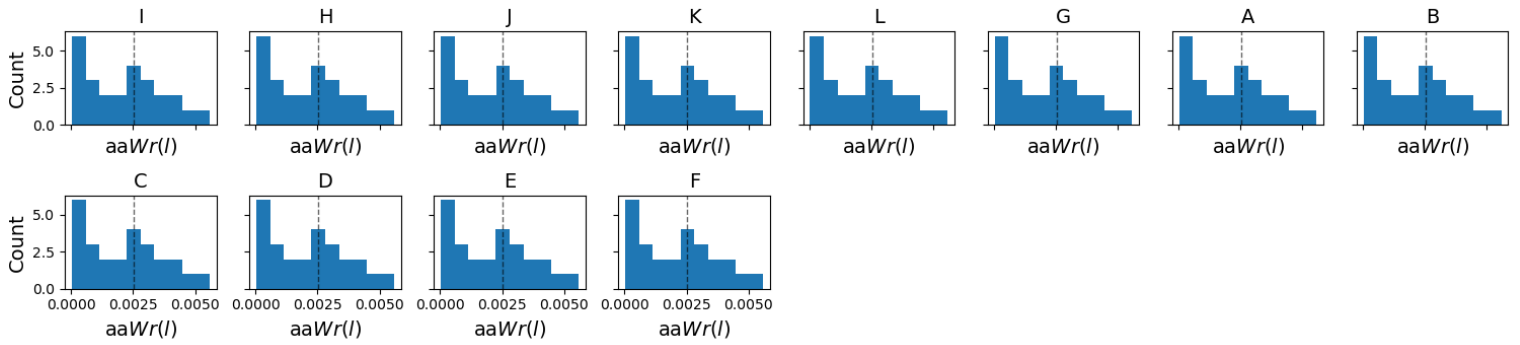 I H J K L G A B
5.0
2.5
0.0
Count
aaWr(l) aaWr(l) aaWr(l) aaWr(l) aaWr(l) aaWr(l) aaWr(l) aaWr(l)
C D E F
5.0
2.5
0.0
Count
0.0000 0.0025 0.0050 0.0000 0.0025 0.0050 0.0000 0.0025 0.0050 0.0000 0.0025 0.0050
aaWr(l) aaWr(l) aaWr(l) aaWr(l)